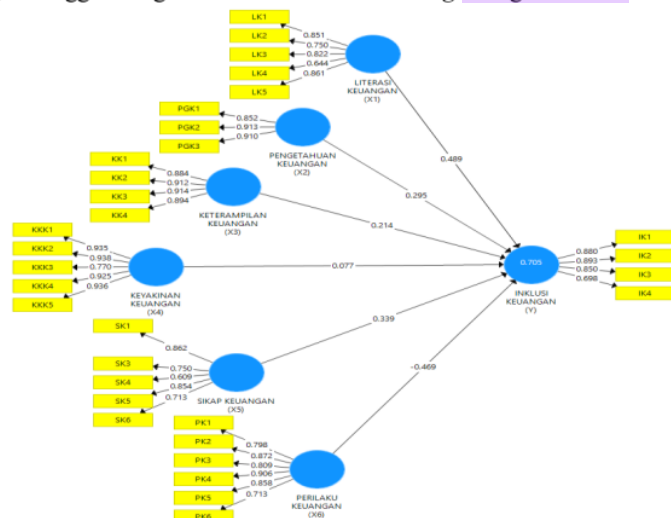 LK1
LK2
LK3
LK4
LK5
0.851
0.750
0.822
0.644
0.861
LITERASI
KEUANGAN
(X1)
0.489
PGK1
PGK2
PGK3
0.852
0.913
0.910
PENGETAHUAN
KEUANGAN
(X2)
0.295
KK1
KK2
KK3
KK4
0.884
0.912
0.914
0.894
KETERAMPILAN
KEUANGAN
(X3)
0.214
KKK1
KKK2
KKK3
KKK4
KKK5
0.935
0.938
0.770
0.925
0.936
KEYAKINAN
KEUANGAN
(X4)
0.077
SK1
SK3
SK4
SK5
SK6
0.862
0.750
0.609
0.854
0.713
SIKAP KEUANGAN
(X5)
0.339
PK1
PK2
PK3
PK4
PK5
PK6
0.798
0.872
0.809
0.906
0.858
0.713
PERILAKU
KEUANGAN
(X6)
-0.469
0.705
INKLUSI
KEUANGAN
(Y)
0.880
0.893
0.850
0.698
IK1
IK2
IK3
IK4